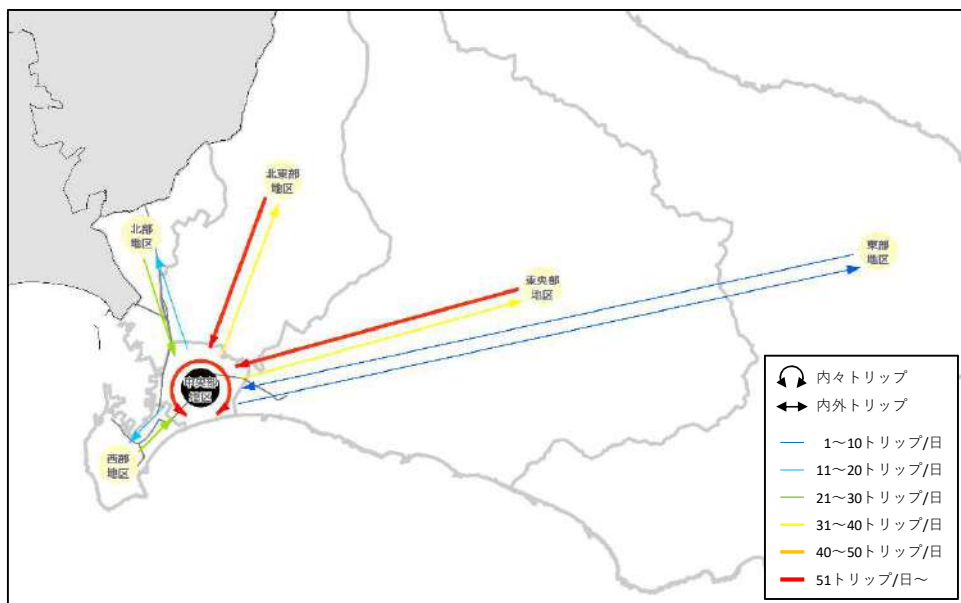 北東部
地区
北部
地区
東部
地区
東央部
地区
中央部
地区
西部
地区
内々トリップ
内外トリップ
1～10トリップ/日
11～20トリップ/日
21～30トリップ/日
31～40トリップ/日
40～50トリップ/日
51トリップ/日～